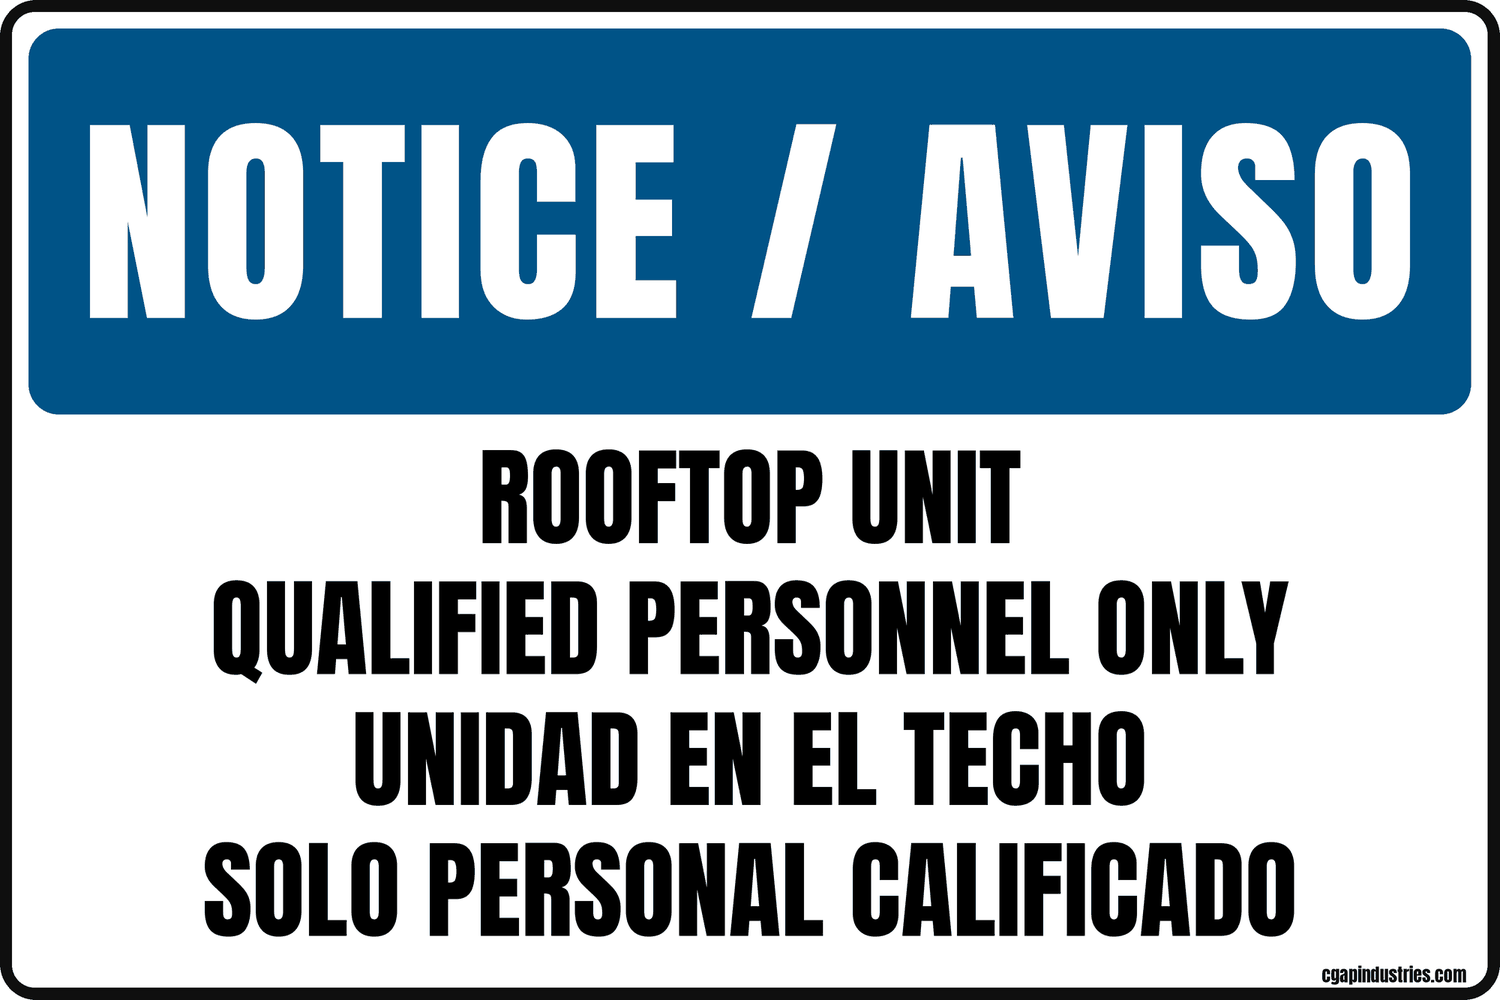 NOTICE / AVISO
ROOFTOP UNIT
QUALIFIED PERSONNEL ONLY
UNIDAD EN EL TECHO
SOLO PERSONAL CALIFICADO
cgapindustries.com